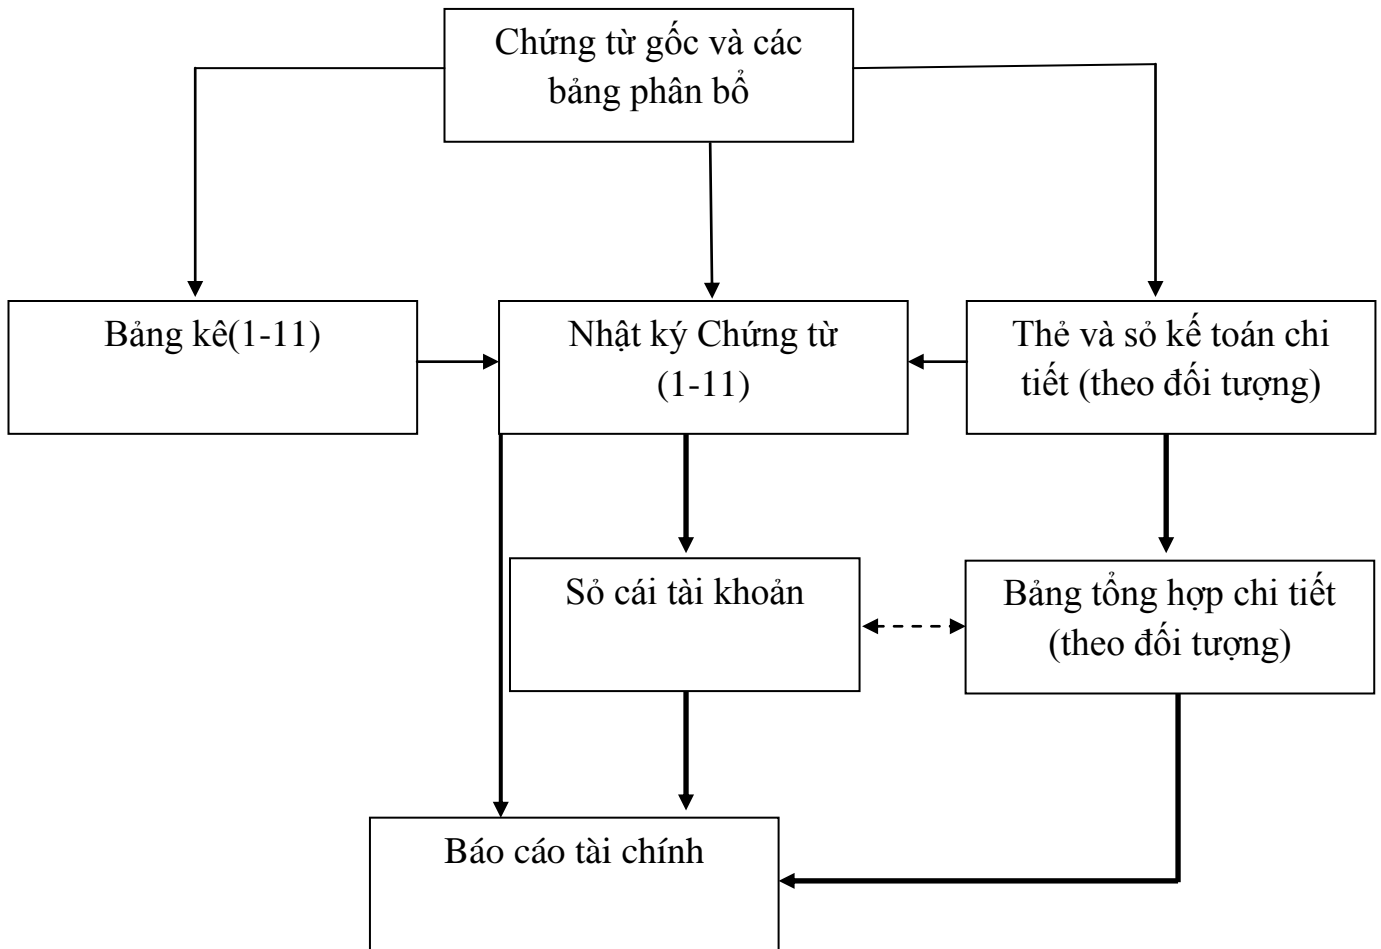 Chứng từ gốc và các
bảng phân bổ
Bảng kê(1-11)
Nhật ký Chứng từ
(1-11)
Thẻ và sỏ kế toán chi
tiết (theo đối tượng)
Sỏ cái tài khoản
Bảng tổng hợp chi tiết
(theo đối tượng)
Báo cáo tài chính